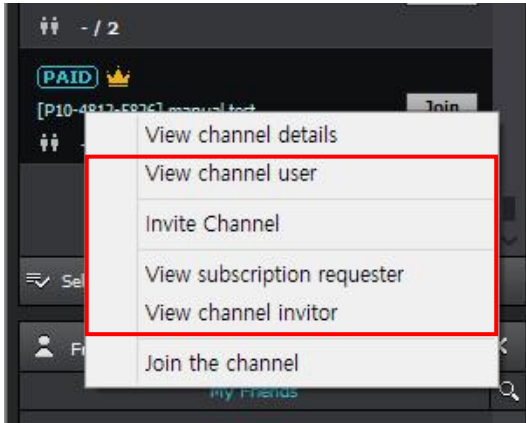 - / 2
PAID
[P10-4812-5826] manual test
Join
View channel details
View channel user
Invite Channel
View subscription requester
View channel invitor
Join the channel
My Friends